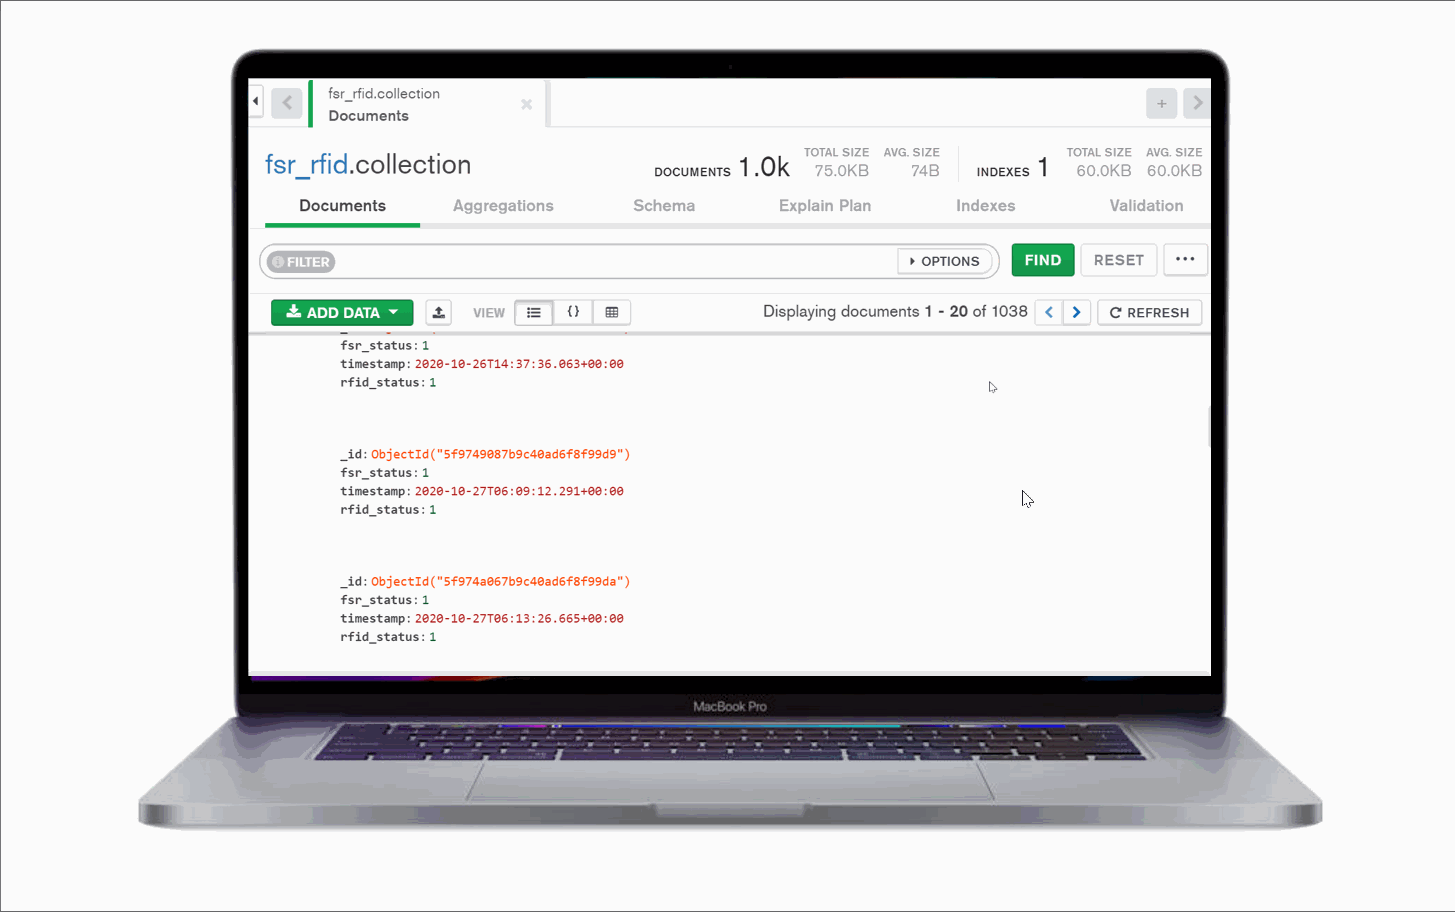 fsr_rfid.collection
Documents
fsr_rfid.collection
DOCUMENTS 1.0k
TOTAL SIZE
75.0KB
AVG. SIZE
74B
INDEXES 1
TOTAL SIZE
60.0KB
AVG. SIZE
60.0KB
Documents Aggregations Schema Explain Plan Indexes Validation
FILTER OPTIONS FIND RESET ...
ADD DATA VIEW {} Displaying documents 1 - 20 of 1038 REFRESH
fsr_status: 1
timestamp: 2020-10-26T14:37:36.063+00:00
rfid_status: 1
_id: ObjectId("5f9749087b9c40ad6f8f99d9")
fsr_status: 1
timestamp: 2020-10-27T06:09:12.291+00:00
rfid_status: 1
_id: ObjectId("5f974a067b9c40ad6f8f99da")
fsr_status: 1
timestamp: 2020-10-27T06:13:26.665+00:00
rfid_status: 1
MacBook Pro